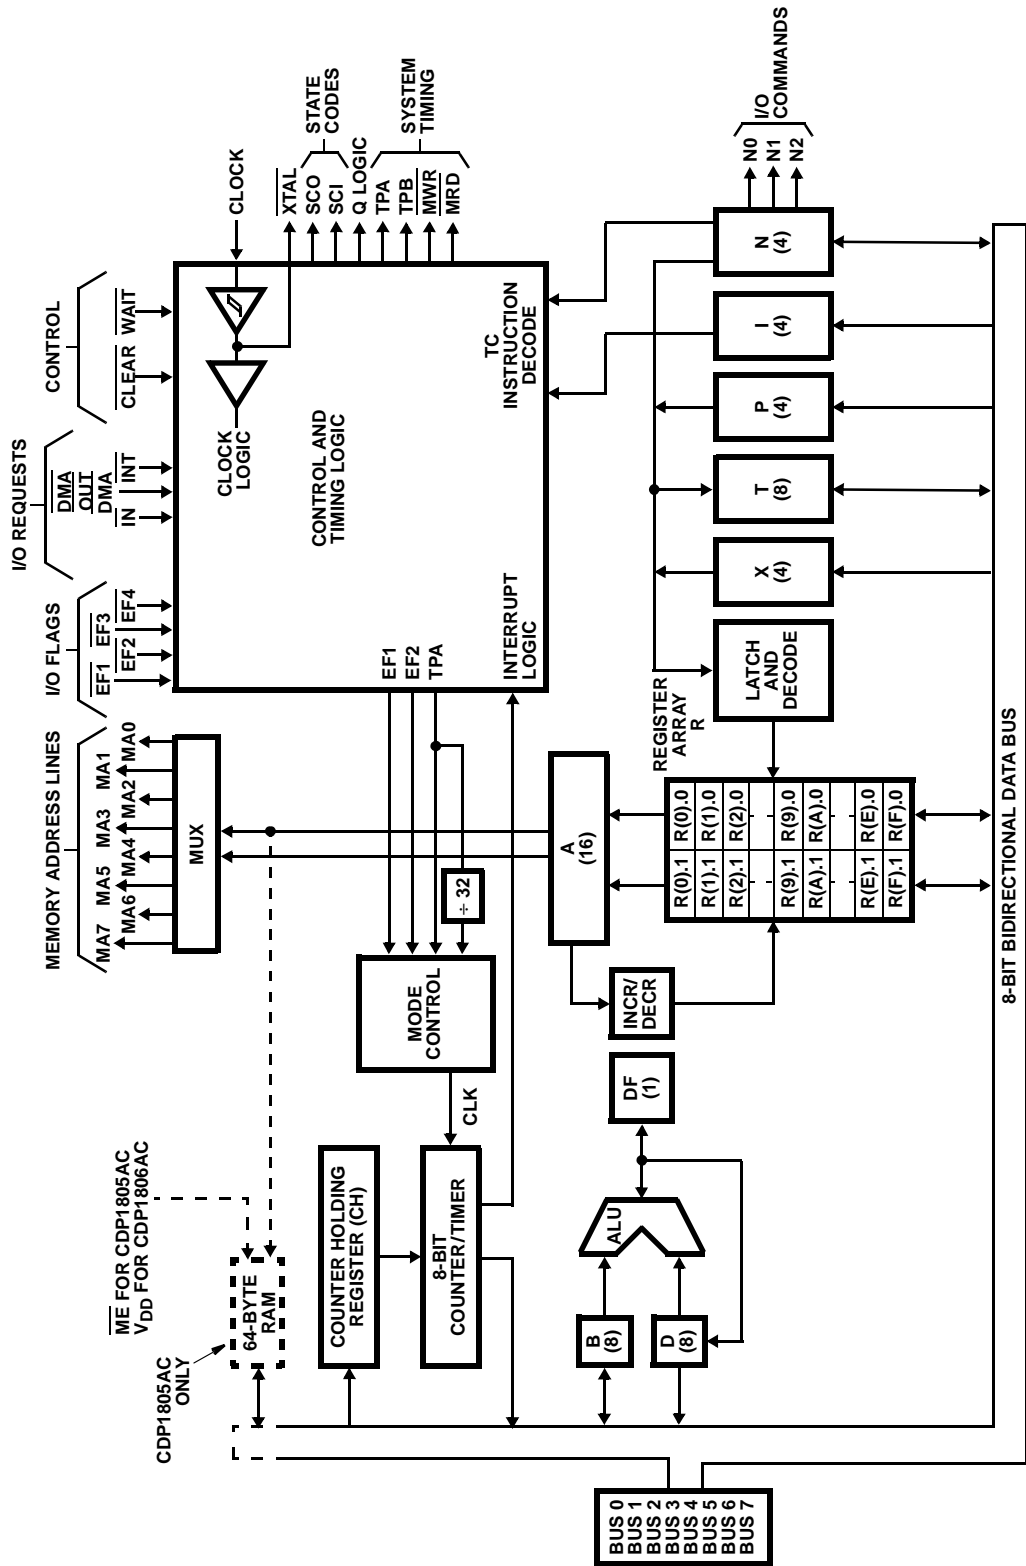 MEMORY ADDRESS LINES
MA7
MA6
MA5
MA4
MA3
MA2
MA1
MA0
MUX
I/O FLAGS
EF1
EF2
EF3
EF4
I/O REQUESTS
DMA
IN
DMA
OUT
INT
CONTROL
CLEAR
WAIT
CLOCK
XTAL
SCO
SCI
STATE
CODES
Q LOGIC
TPA
TPB
MWR
MRD
SYSTEM
TIMING
CLOCK
LOGIC
CONTROL AND
TIMING LOGIC
EF1
EF2
TPA
INTERRUPT
LOGIC
TC
INSTRUCTION
DECODE
ME FOR CDP1805AC
VDD FOR CDP1806AC
CDP1805AC
ONLY
64-BYTE
RAM
COUNTER HOLDING
REGISTER (CH)
8-BIT
COUNTER/TIMER
CLK
MODE
CONTROL
÷ 32
A
(16)
INCR/
DECR
REGISTER
ARRAY
R
R(0).1 R(0).0
R(1).1 R(1).0
R(2).1 R(2).0
R(9).1 R(9).0
R(A).1 R(A).0
R(E).1 R(E).0
R(F).1 R(F).0
LATCH
AND
DECODE
X
(4)
T
(8)
P
(4)
I
(4)
N
(4)
N0
N1
N2
I/O
COMMANDS
DF
(1)
ALU
B
(8)
D
(8)
8-BIT BIDIRECTIONAL DATA BUS
BUS 0
BUS 1
BUS 2
BUS 3
BUS 4
BUS 5
BUS 6
BUS 7